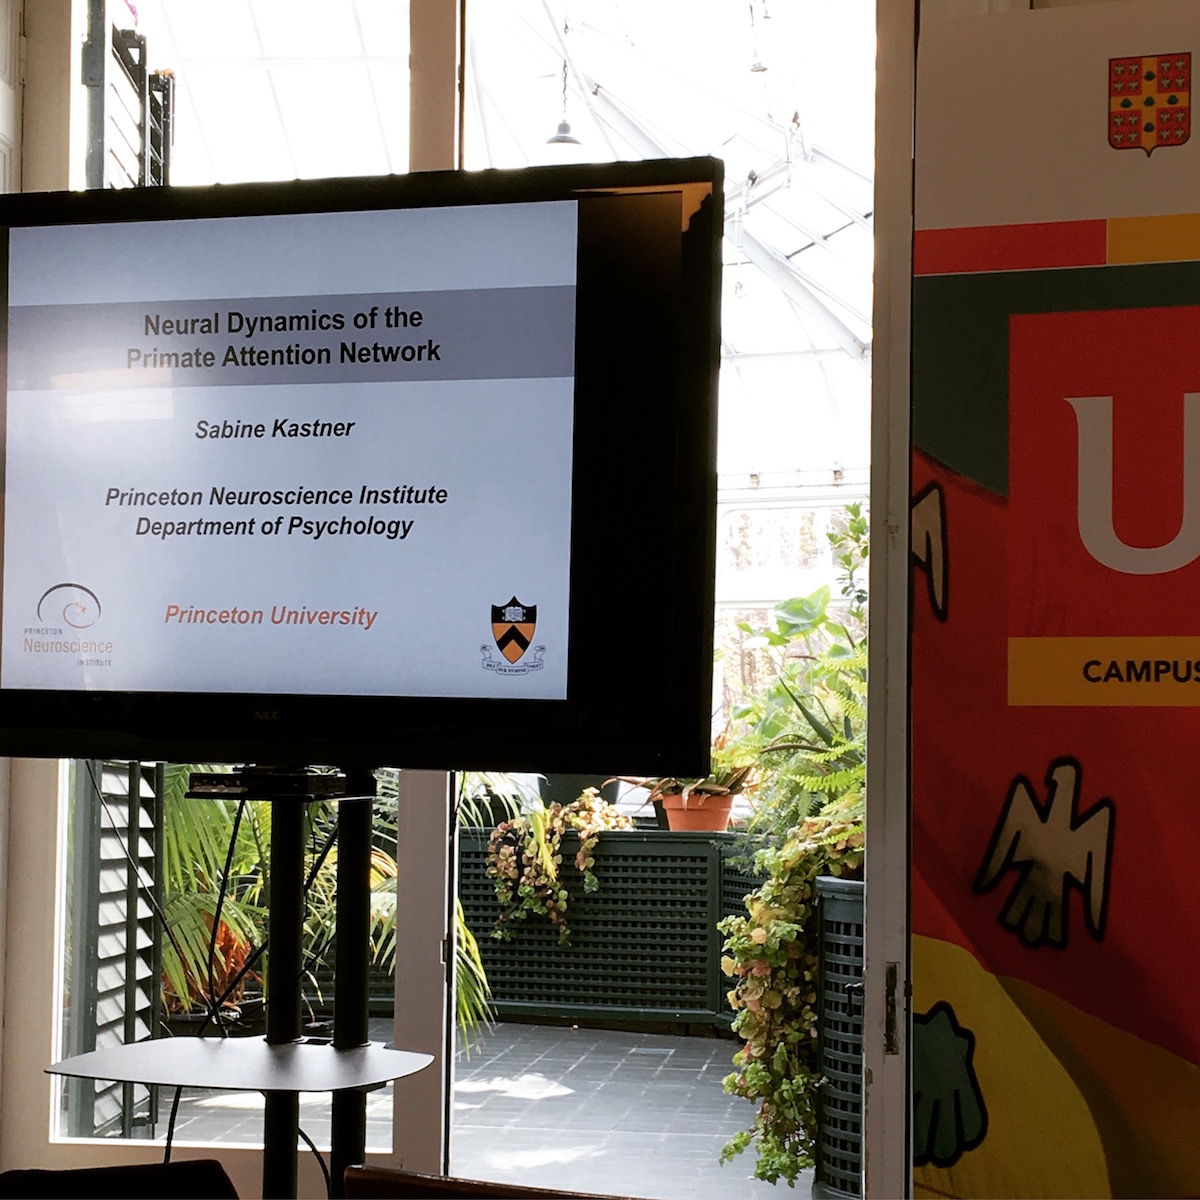 Neural Dynamics of the
Primate Attention Network
Sabine Kastner
Princeton Neuroscience Institute
Department of Psychology
Princeton University
PRINCETON
Neuroscience
INSTITUTE
NEC
U
CAMPUS